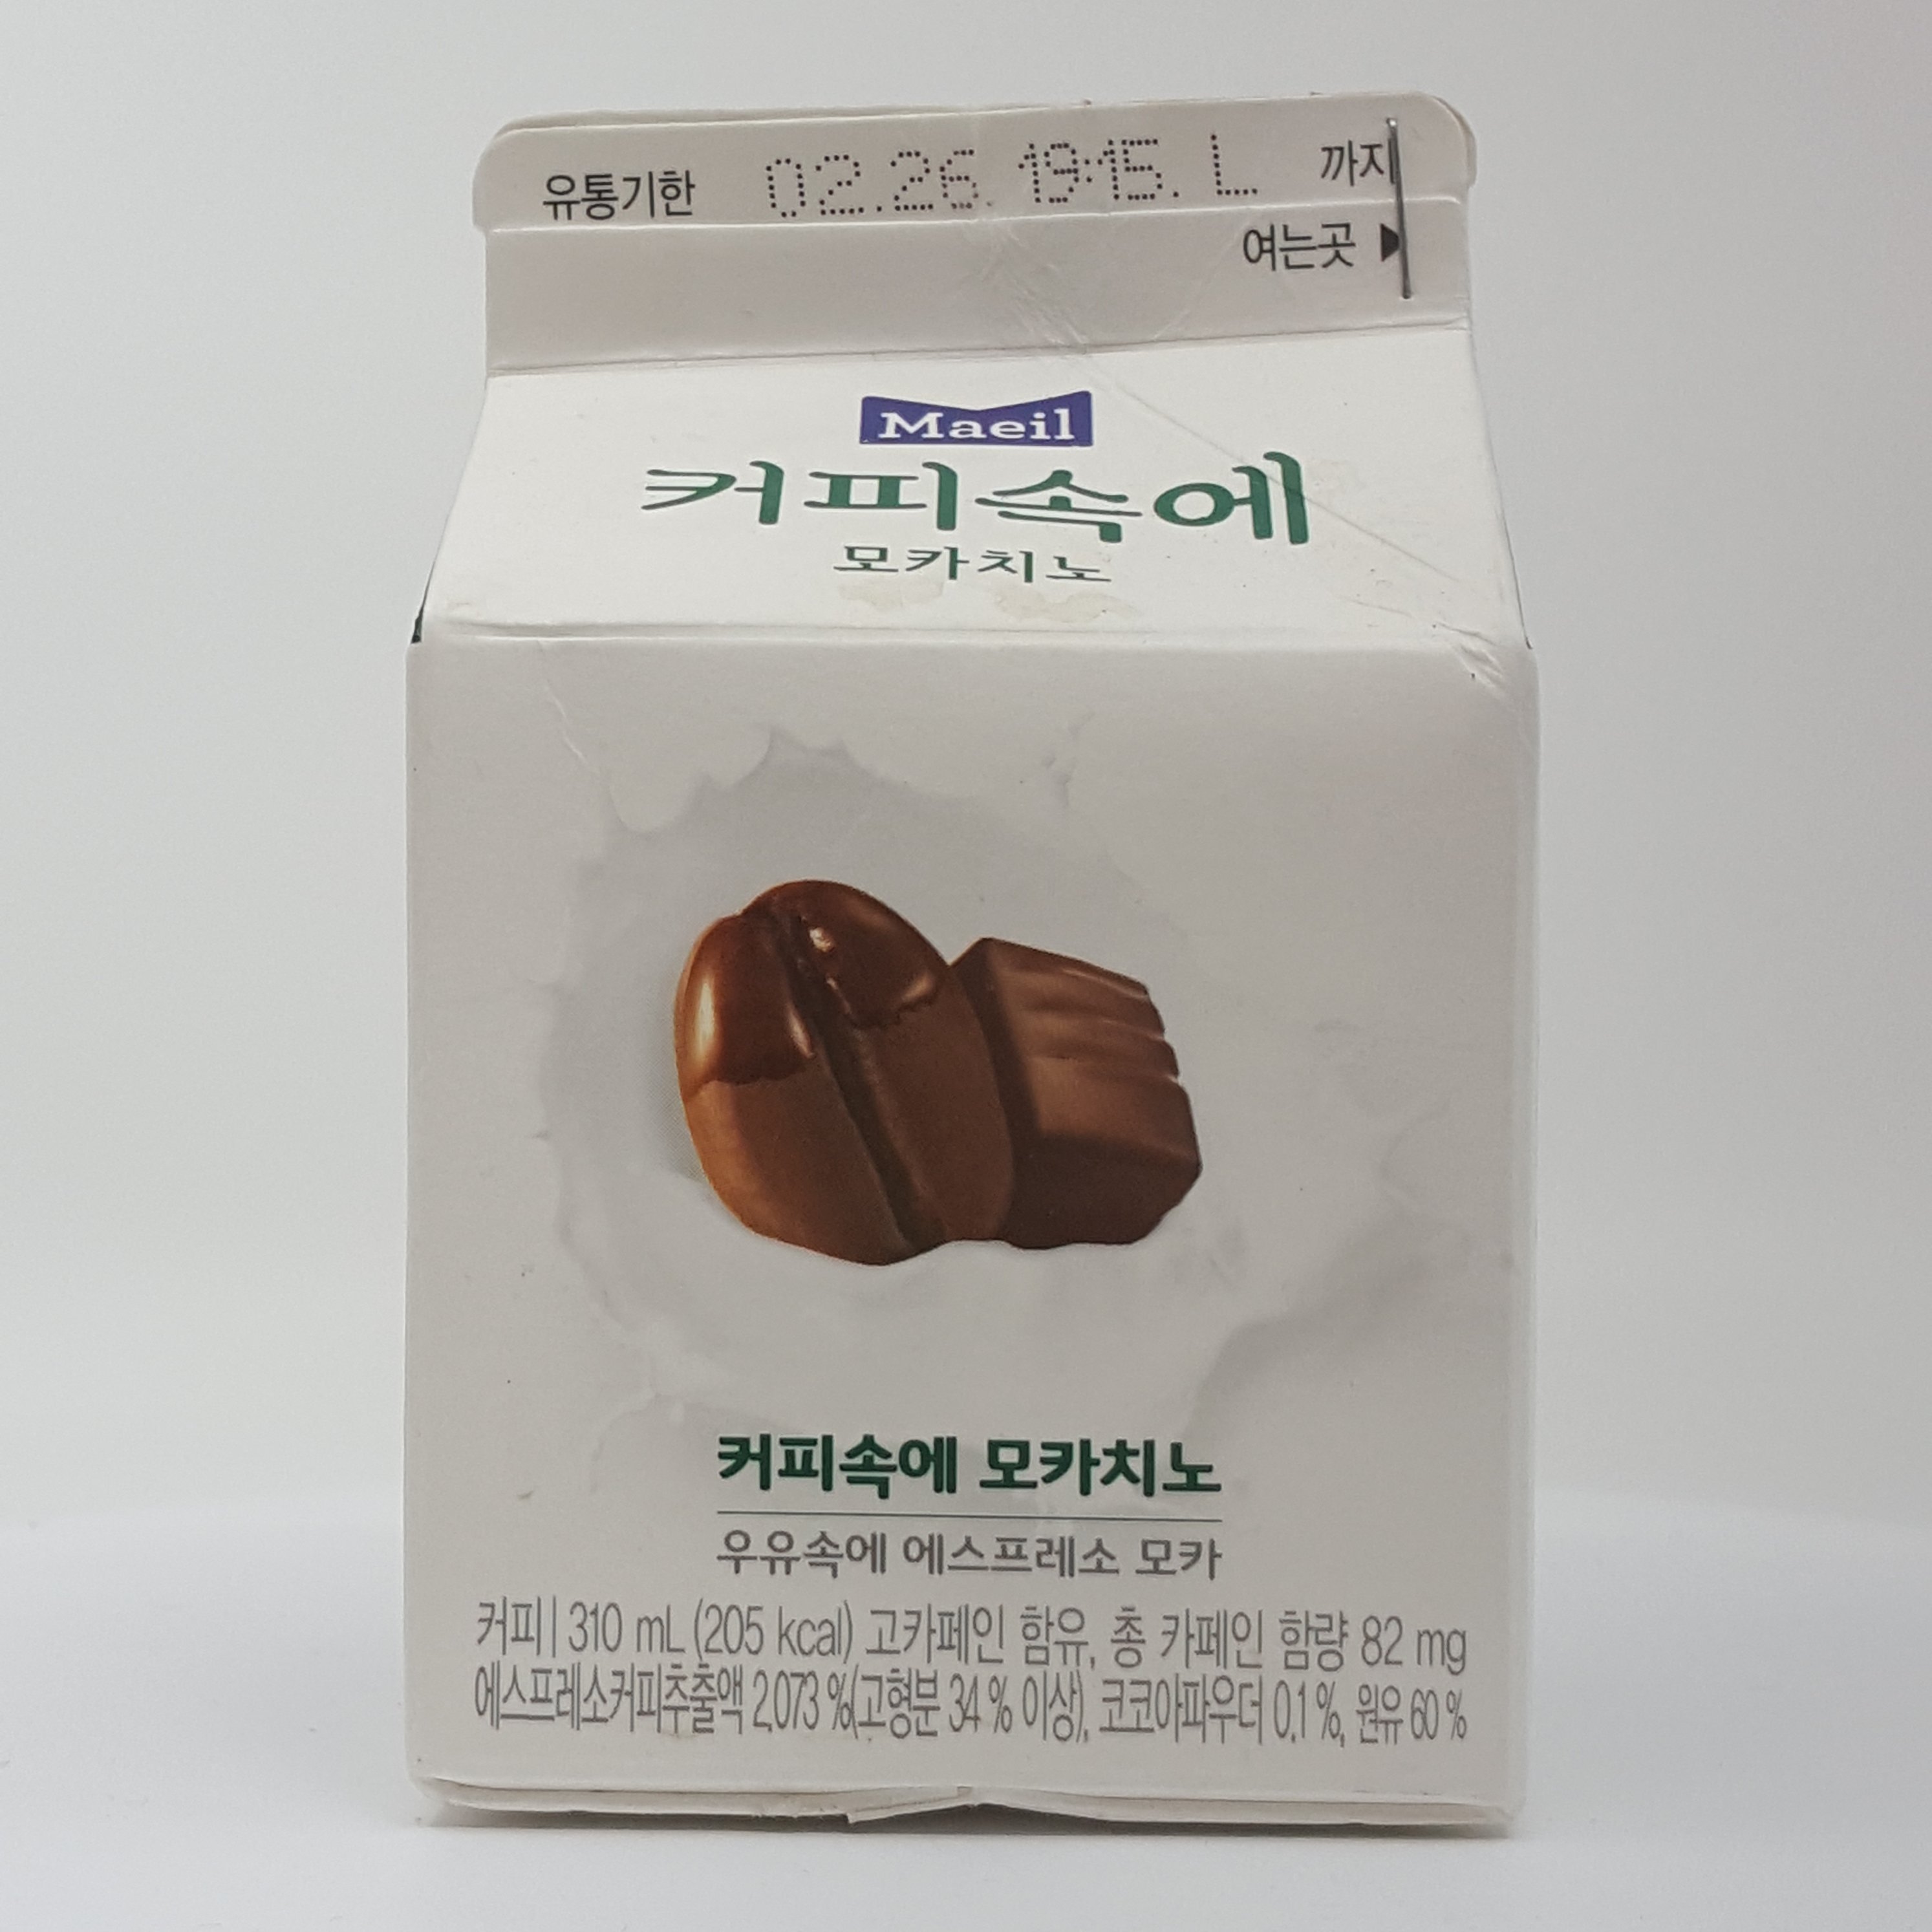 유통기한 02.26. 19:15. L 까지
여는곳 ▶
Maeil
커피속에
모카치노
커피속에 모카치노
우유속에 에스프레소 모카
커피 | 310 mL (205 kcal) 고카페인 함유, 총 카페인 함량 82 mg
에스프레소커피추출액 2.073 %(고형분 34 % 이상), 코코아파우더 0.1 %, 원유 60 %